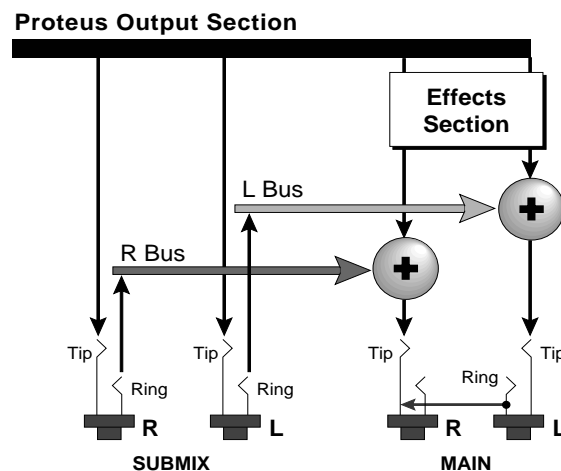 Proteus Output Section
Effects
Section
L Bus
R Bus
Tip
Tip
Tip
Tip
Ring
Ring
Ring
R
L
R
L
SUBMIX
MAIN